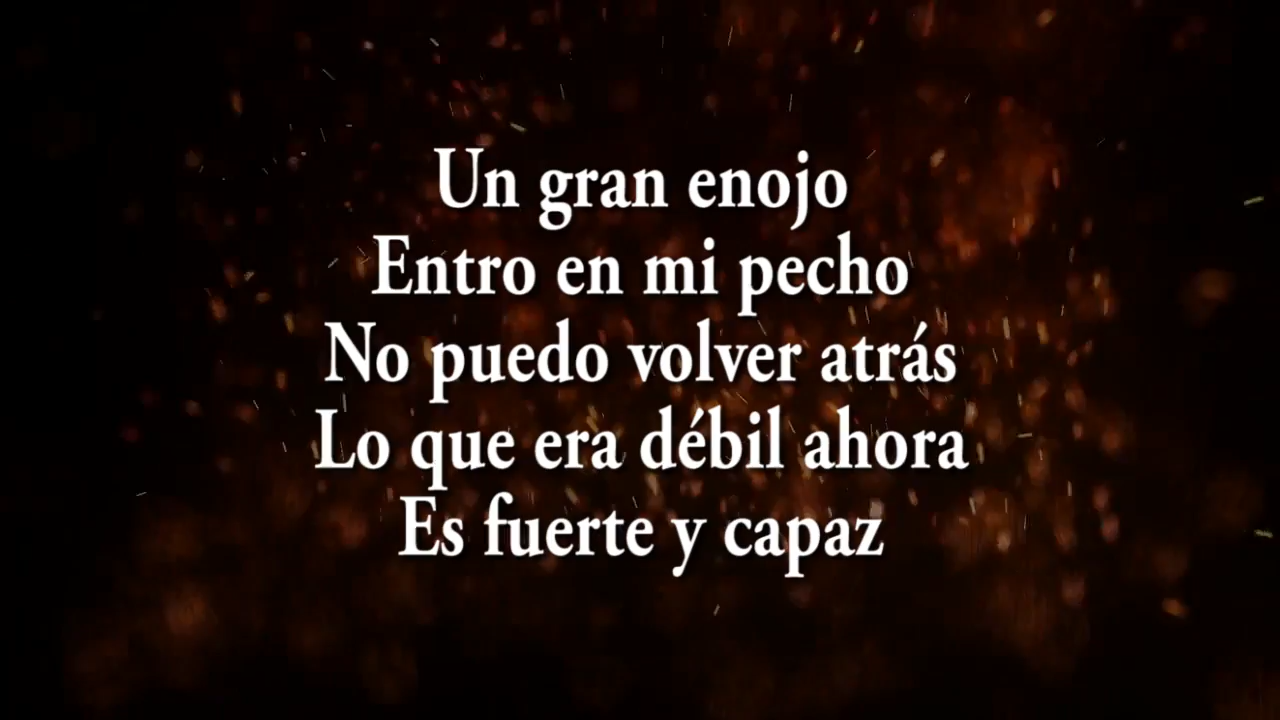 Un gran enojo
Entro en mi pecho
No puedo volver atrás
Lo que era débil ahora
Es fuerte y capaz